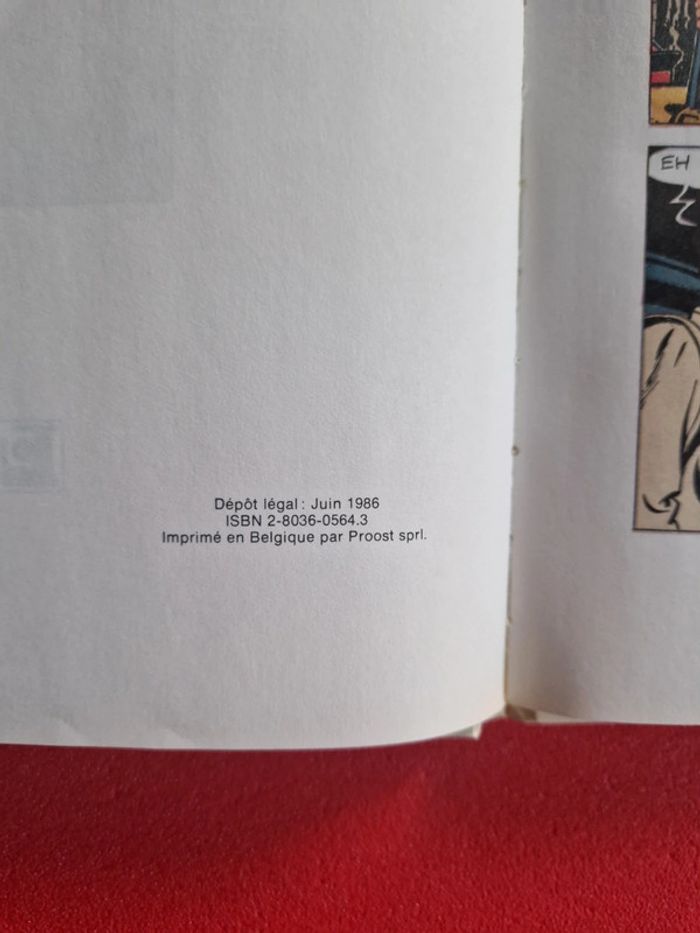 EH
Dépôt légal : Juin 1986
ISBN 2-8036-0564.3
Imprimé en Belgique par Proost sprl.